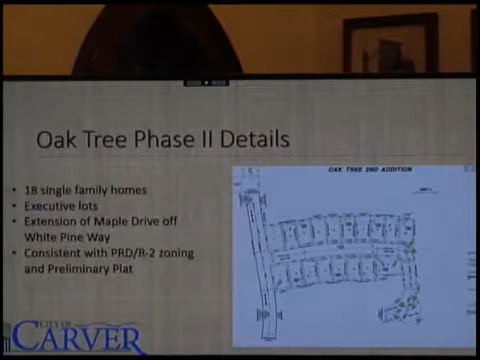 Oak Tree Phase II Details
• 18 single family homes
• Executive lots
• Extension of Maple Drive off
White Pine Way
• Consistent with PRD/R-2 zoning
and Preliminary Plat
OAK TREE 2ND ADDITION
CITY OF
CARVER